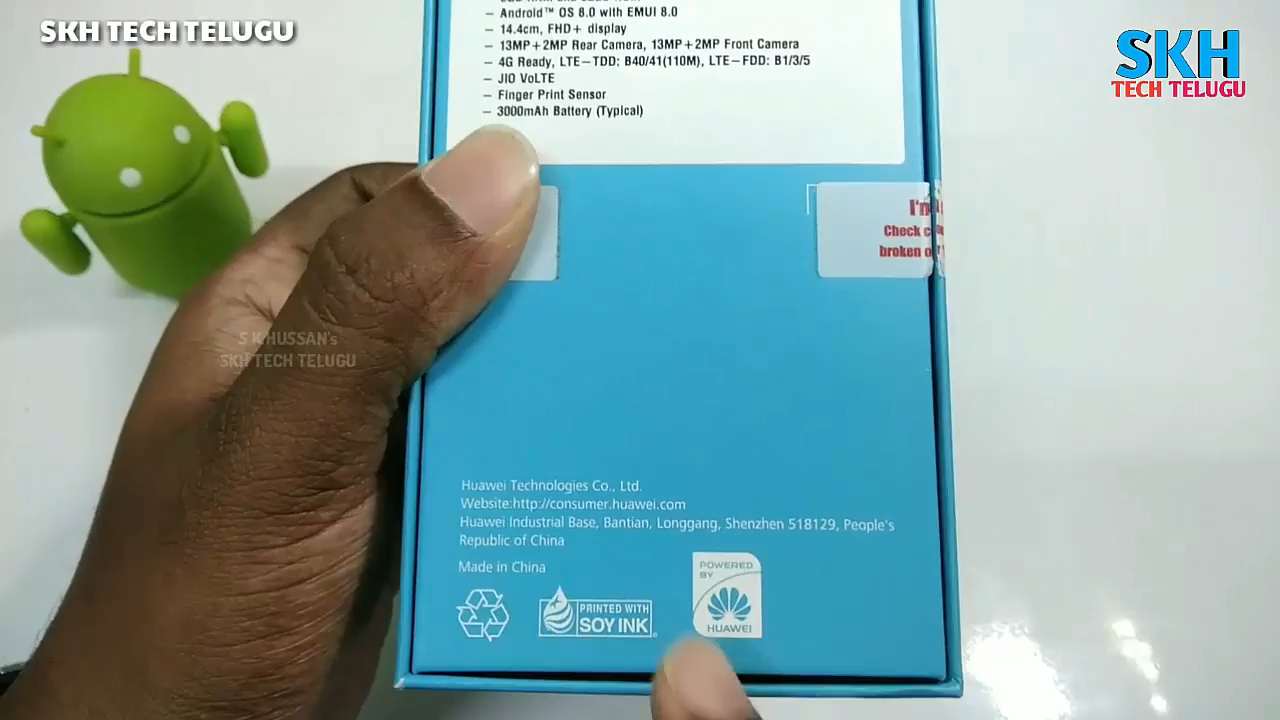 SKH TECH TELUGU
SKH
TECH TELUGU
– Android™ OS 8.0 with EMUI 8.0
– 14.4cm, FHD+ display
– 13MP+2MP Rear Camera, 13MP+2MP Front Camera
– 4G Ready, LTE–TDD: B40/41(110M), LTE–FDD: B1/3/5
– JIO VoLTE
– Finger Print Sensor
– 3000mAh Battery (Typical)
I'm
Check
broken
S K HUSSAN's
SKH TECH TELUGU
Huawei Technologies Co., Ltd.
Website:http://consumer.huawei.com
Huawei Industrial Base, Bantian, Longgang, Shenzhen 518129, People's
Republic of China
Made in China
PRINTED WITH
SOY INK
POWERED
BY
HUAWEI